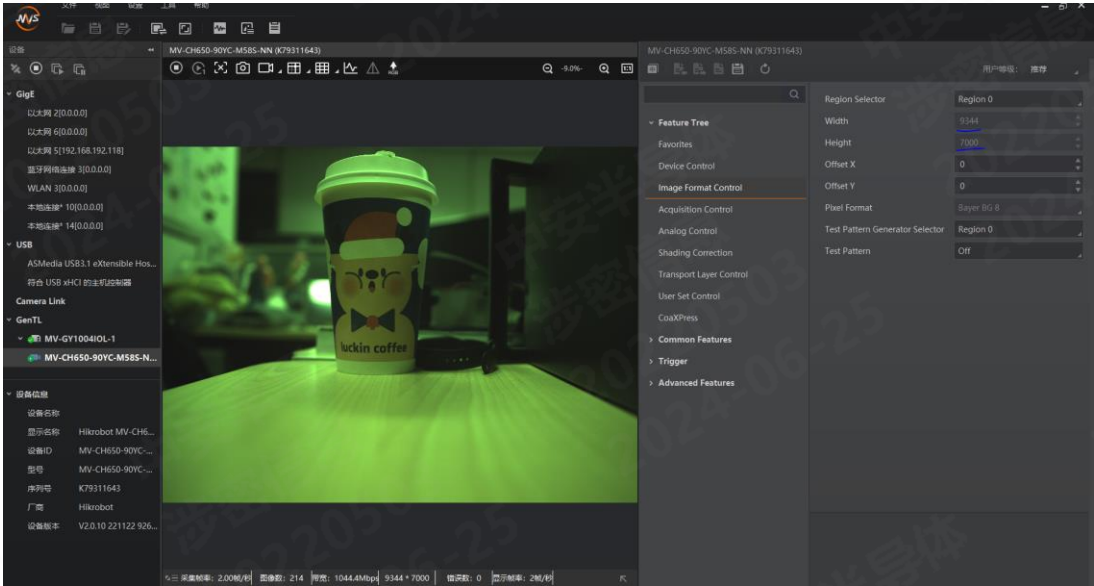 MVS
文件 视图 设置 工具 帮助
设备
GigE
以太网 2[0.0.0.0]
以太网 6[0.0.0.0]
以太网 5[192.168.192.118]
蓝牙网络连接 3[0.0.0.0]
WLAN 3[0.0.0.0]
本地连接* 10[0.0.0.0]
本地连接* 14[0.0.0.0]
USB
ASMedia USB3.1 eXtensible Hos...
符合 USB xHCI 的主机控制器
Camera Link
GenTL
MV-GY1004IOL-1
MV-CH650-90YC-M58S-N...
设备信息
设备名称
显示名称 Hikrobot MV-CH6...
设备ID MV-CH650-90YC-...
型号 MV-CH650-90YC-...
序列号 K79311643
厂商 Hikrobot
设备版本 V2.0.10 221122 926...
MV-CH650-90YC-M58S-NN (K79311643)
-9.0%-
1:1
luckin coffee
采集帧率: 2.00帧/秒 图像数: 214 带宽: 1044.4Mbps 9344 * 7000 错误数: 0 显示帧率: 2帧/秒
MV-CH650-90YC-M58S-NN (K79311643)
用户等级: 推荐
Feature Tree
Favorites
Device Control
Image Format Control
Acquisition Control
Analog Control
Shading Correction
Transport Layer Control
User Set Control
CoaXPress
Common Features
Trigger
Advanced Features
Region Selector Region 0
Width 9344
Height 7000
Offset X 0
Offset Y 0
Pixel Format Bayer BG 8
Test Pattern Generator Selector Region 0
Test Pattern Off
2024-06-25